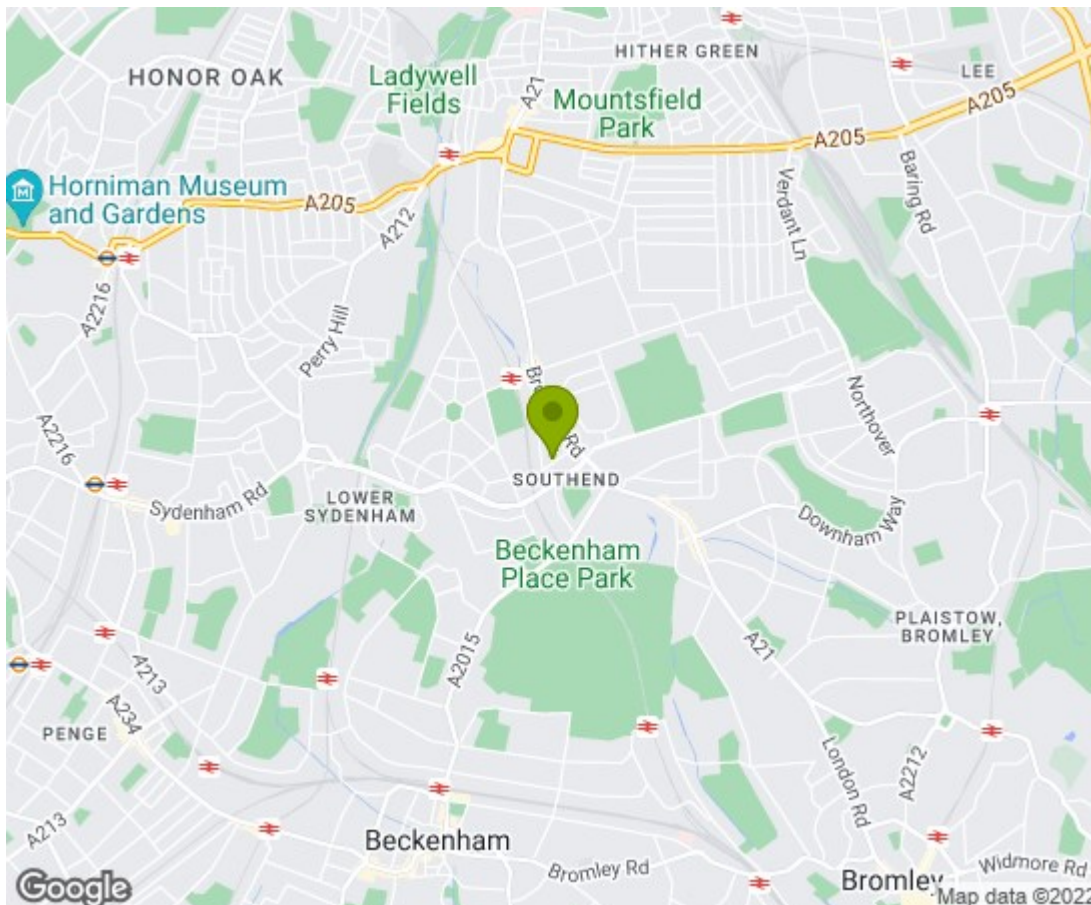 HITHER GREEN
HONOR OAK
Ladywell
Fields
A21
LEE
Mountsfield
Park
A205
A205
Horniman Museum
and Gardens
A205
A212
Verdant Ln
Baring Rd
A2216
Perry Hill
Northover
A2216
Sydenham Rd
LOWER
SYDENHAM
SOUTHEND
Rd
Downham Way
Beckenham
Place Park
PLAISTOW,
BROMLEY
A2015
A21
A213
A234
PENGE
London Rd
A2212
A213
Beckenham
Bromley Rd
Bromley
Widmore Rd
Google
Map data ©2022